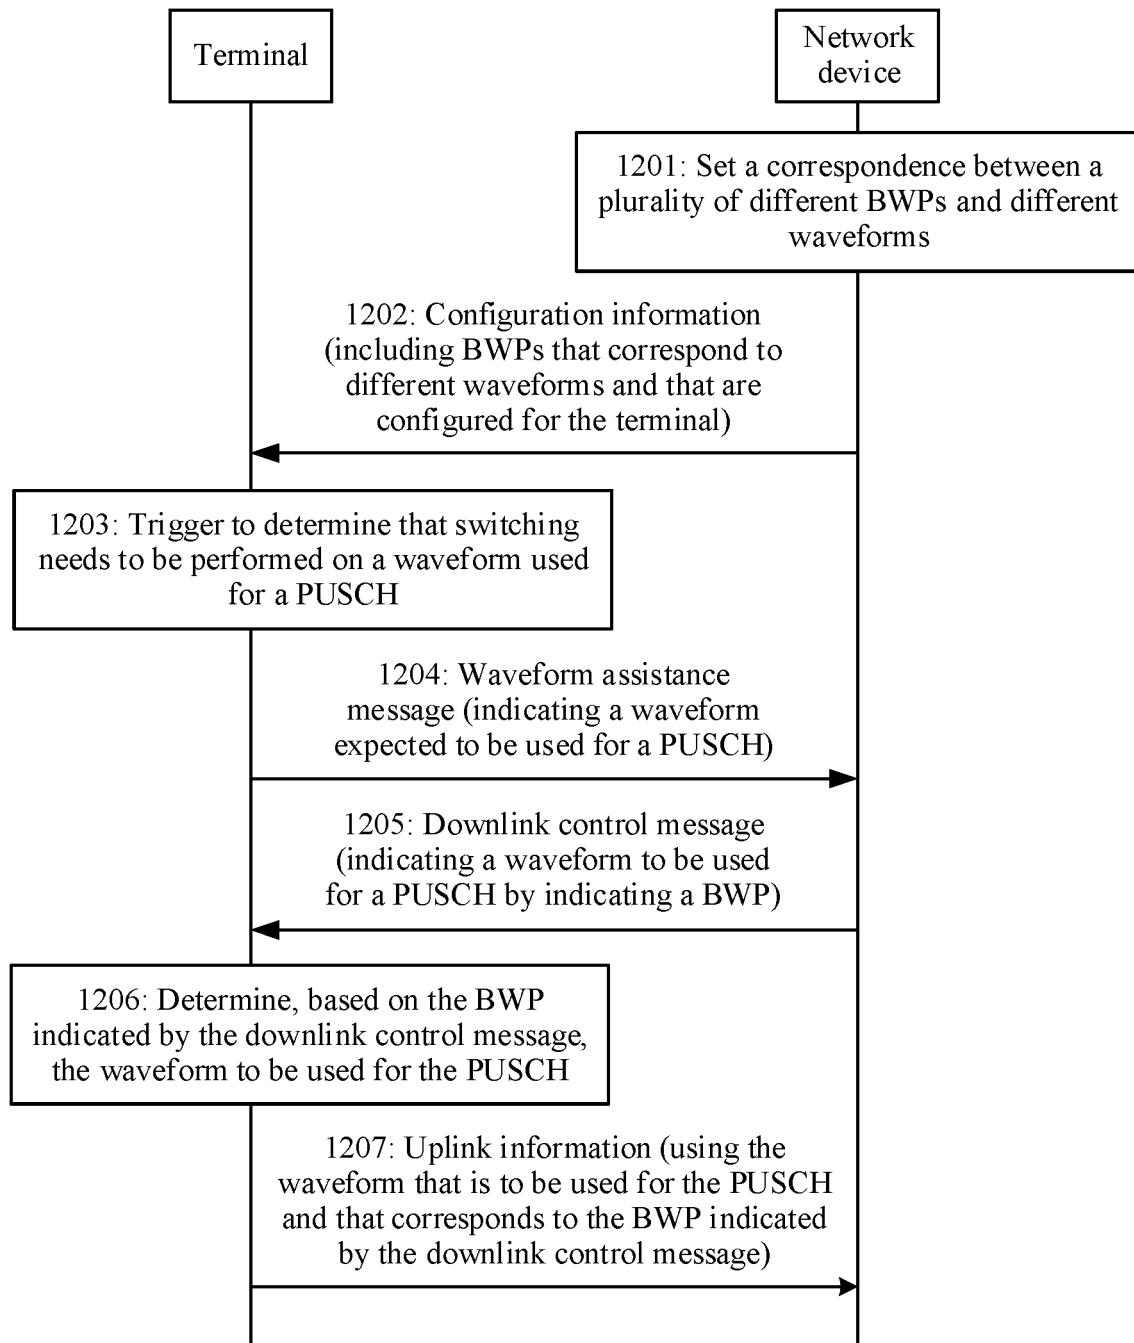 Terminal
Network
device
1201: Set a correspondence between a
plurality of different BWPs and different
waveforms
1202: Configuration information
(including BWPs that correspond to
different waveforms and that are
configured for the terminal)
1203: Trigger to determine that switching
needs to be performed on a waveform used
for a PUSCH
1204: Waveform assistance
message (indicating a waveform
expected to be used for a PUSCH)
1205: Downlink control message
(indicating a waveform to be used
for a PUSCH by indicating a BWP)
1206: Determine, based on the BWP
indicated by the downlink control message,
the waveform to be used for the PUSCH
1207: Uplink information (using the
waveform that is to be used for the PUSCH
and that corresponds to the BWP indicated
by the downlink control message)